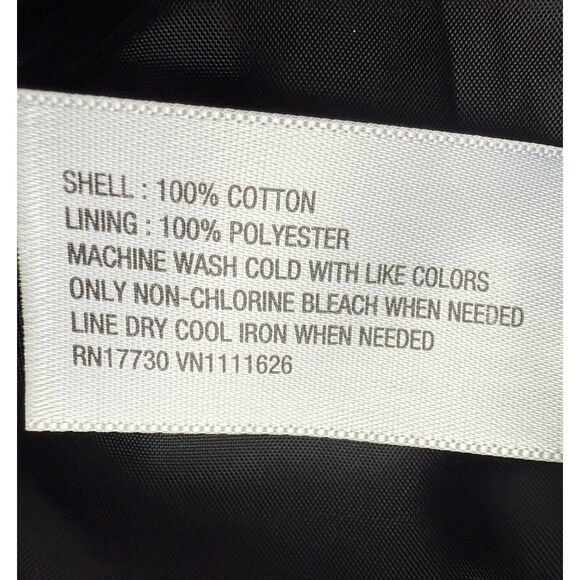 SHELL : 100% COTTON
LINING : 100% POLYESTER
MACHINE WASH COLD WITH LIKE COLORS
ONLY NON-CHLORINE BLEACH WHEN NEEDED
LINE DRY COOL IRON WHEN NEEDED
RN17730 VN1111626